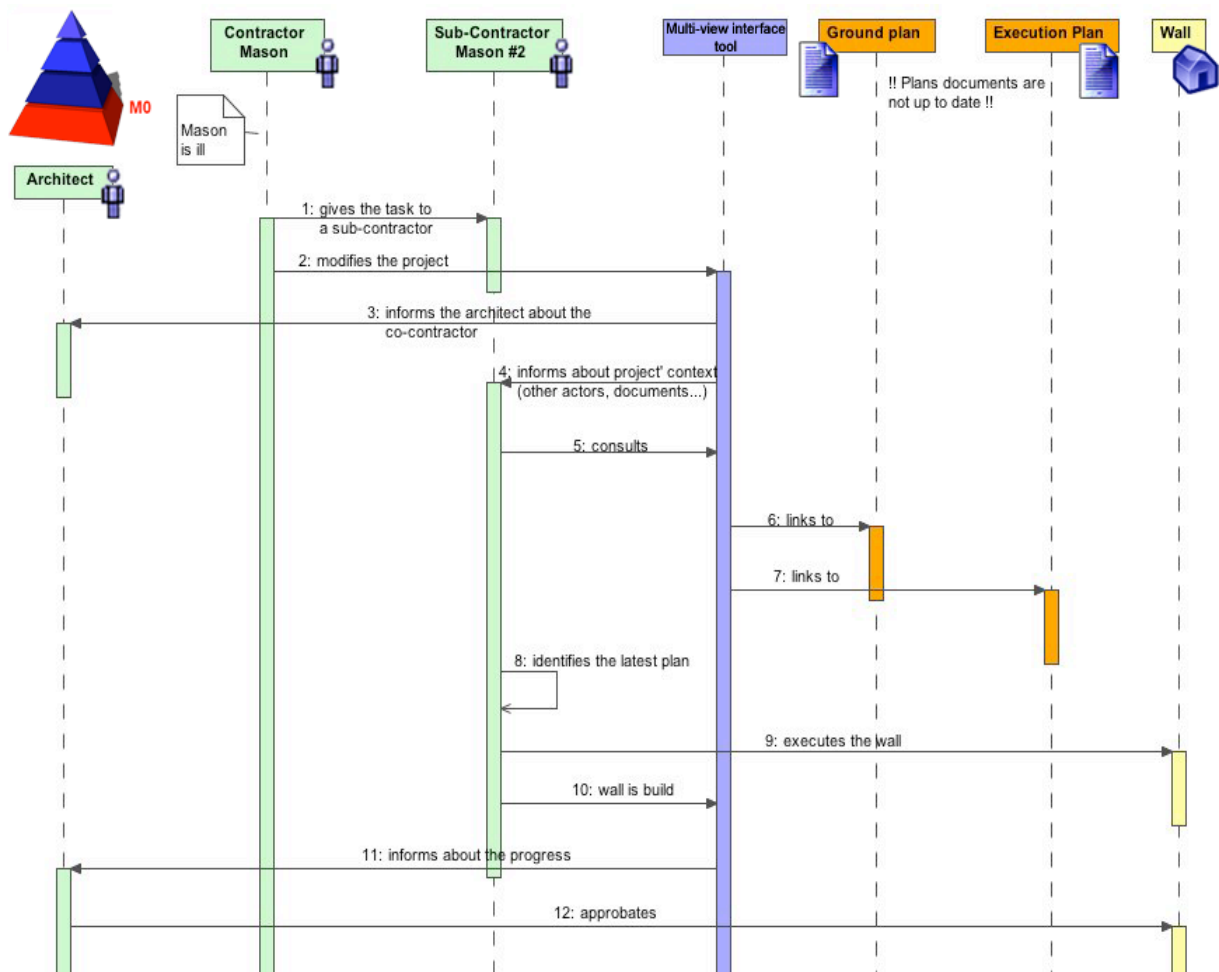 Contractor
Mason
Sub-Contractor
Mason #2
Multi-view interface
tool
Ground plan
Execution Plan
Wall
!! Plans documents are
not up to date !!
M0
Mason
is ill
Architect
1: gives the task to
a sub-contractor
2: modifies the project
3: informs the architect about the
co-contractor
4: informs about project' context
(other actors, documents...)
5: consults
6: links to
7: links to
8: identifies the latest plan
9: executes the wall
10: wall is build
11: informs about the progress
12: approbates